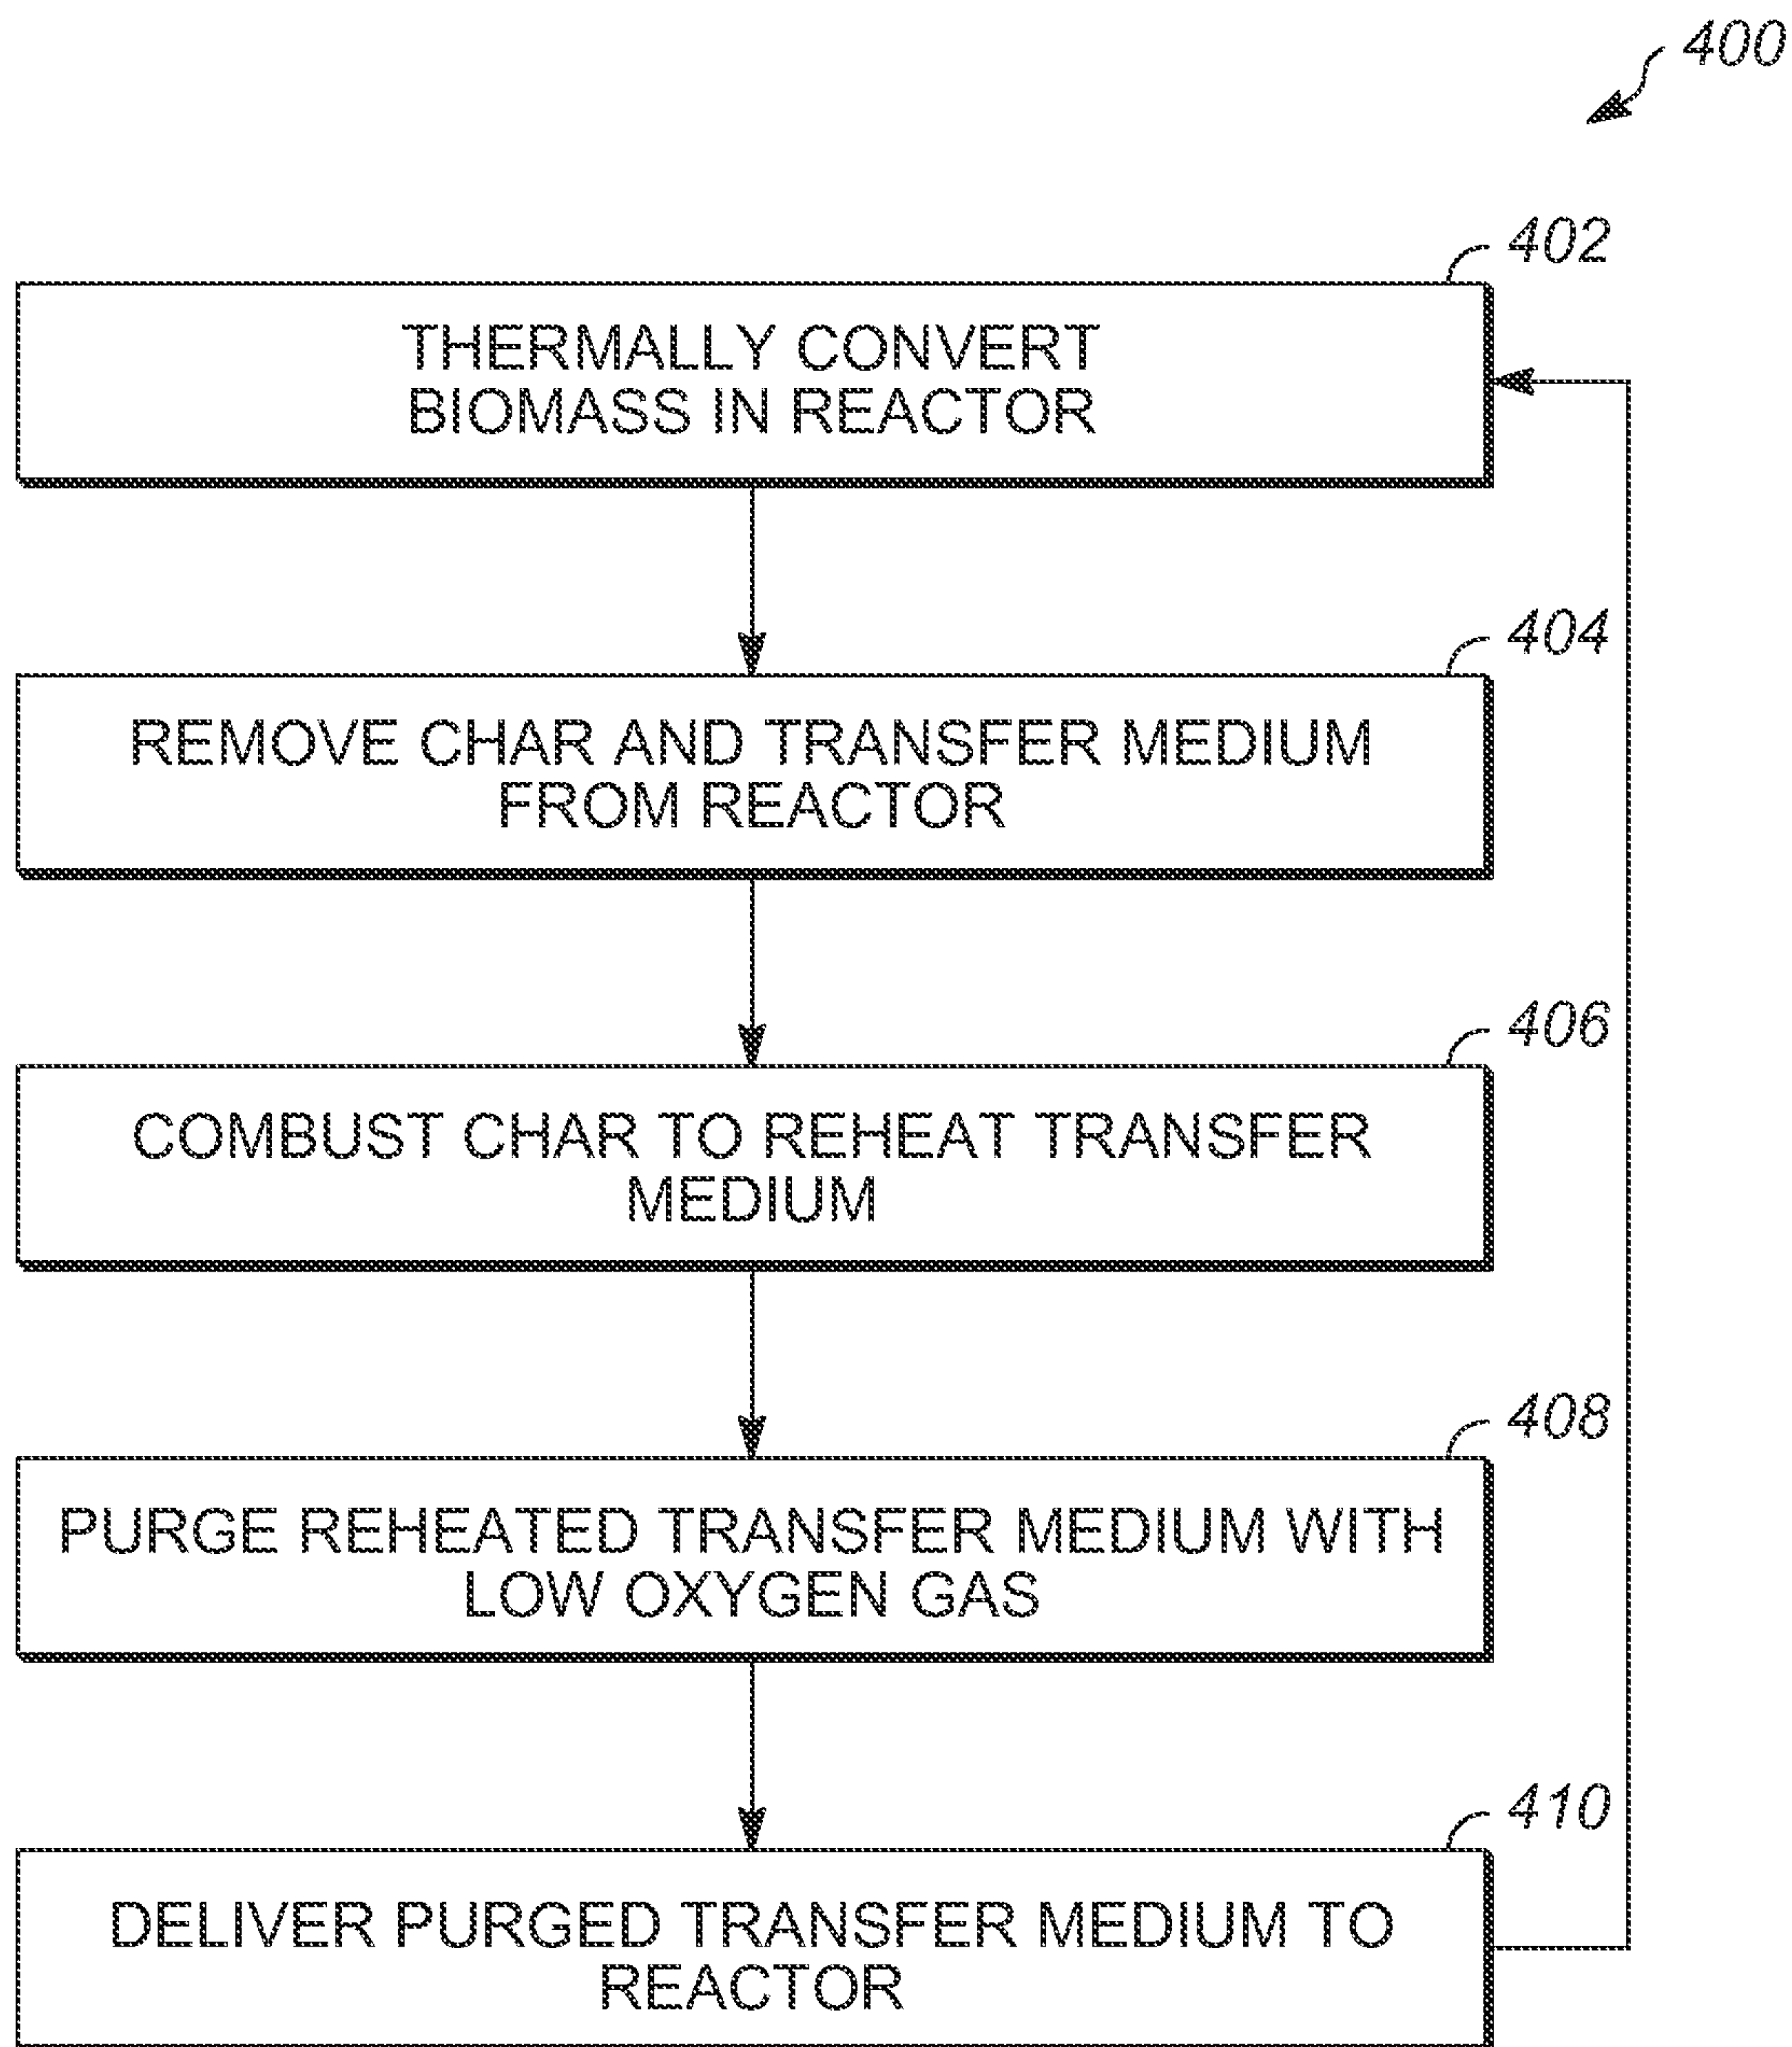 400
402
THERMALLY CONVERT
BIOMASS IN REACTOR
404
REMOVE CHAR AND TRANSFER MEDIUM
FROM REACTOR
406
COMBUST CHAR TO REHEAT TRANSFER
MEDIUM
408
PURGE REHEATED TRANSFER MEDIUM WITH
LOW OXYGEN GAS
410
DELIVER PURGED TRANSFER MEDIUM TO
REACTOR